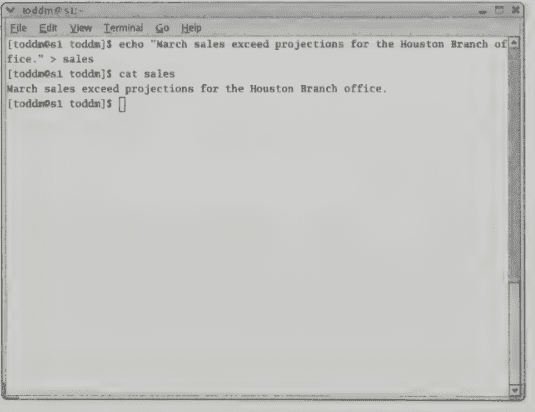 toddm@s1:~
File Edit View Terminal Go Help
[toddm@s1 toddm]$ echo "March sales exceed projections for the Houston Branch of
fice." > sales
[toddm@s1 toddm]$ cat sales
March sales exceed projections for the Houston Branch office.
[toddm@s1 toddm]$